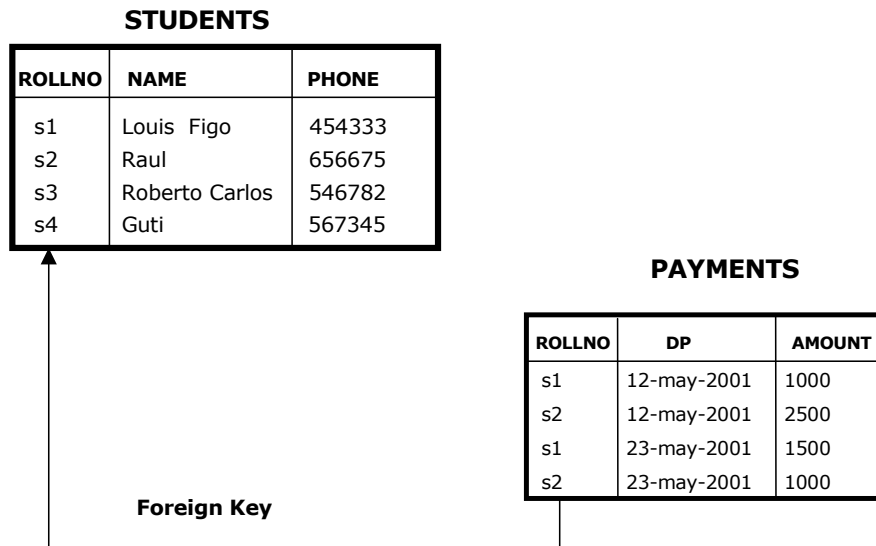 STUDENTS
ROLLNO NAME PHONE
s1 Louis Figo 454333
s2 Raul 656675
s3 Roberto Carlos 546782
s4 Guti 567345
PAYMENTS
ROLLNO DP AMOUNT
s1 12-may-2001 1000
s2 12-may-2001 2500
s1 23-may-2001 1500
s2 23-may-2001 1000
Foreign Key